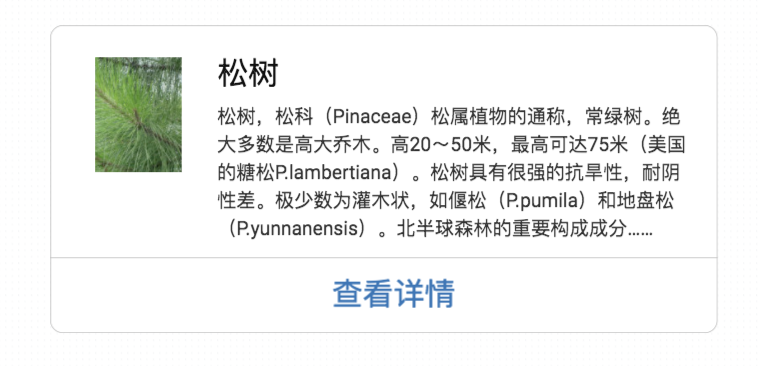 松树
松树，松科（Pinaceae）松属植物的通称，常绿树。绝
大多数是高大乔木。高20～50米，最高可达75米（美国
的糖松P.lambertiana）。松树具有很强的抗旱性，耐阴
性差。极少数为灌木状，如偃松（P.pumila）和地盘松
（P.yunnanensis）。北半球森林的重要构成成分......
查看详情